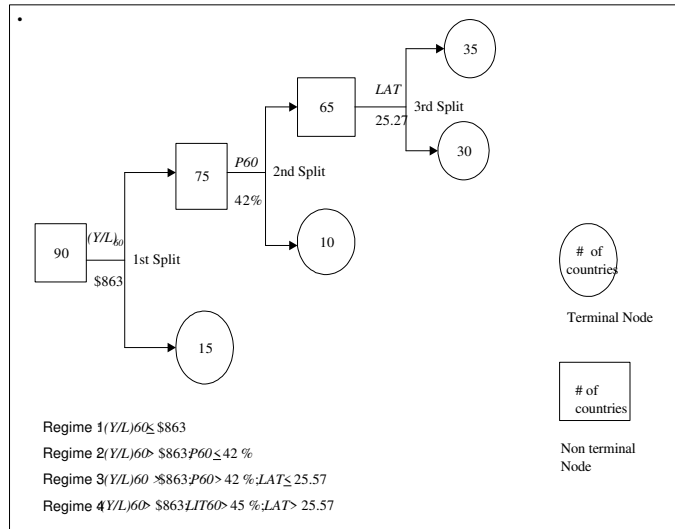 35
65
LAT
3rd Split
25.27
30
75
P60
2nd Split
42%
10
90
(Y/L)60
1st Split
$863
15
# of
countries
Terminal Node
# of
countries
Non terminal
Node
Regime 1(Y/L)60≤ $863
Regime 2(Y/L)60> $863;P60≤ 42 %
Regime 3(Y/L)60 >$863;P60> 42 %;LAT≤ 25.57
Regime 4(Y/L)60> $863;LIT60> 45 %;LAT> 25.57